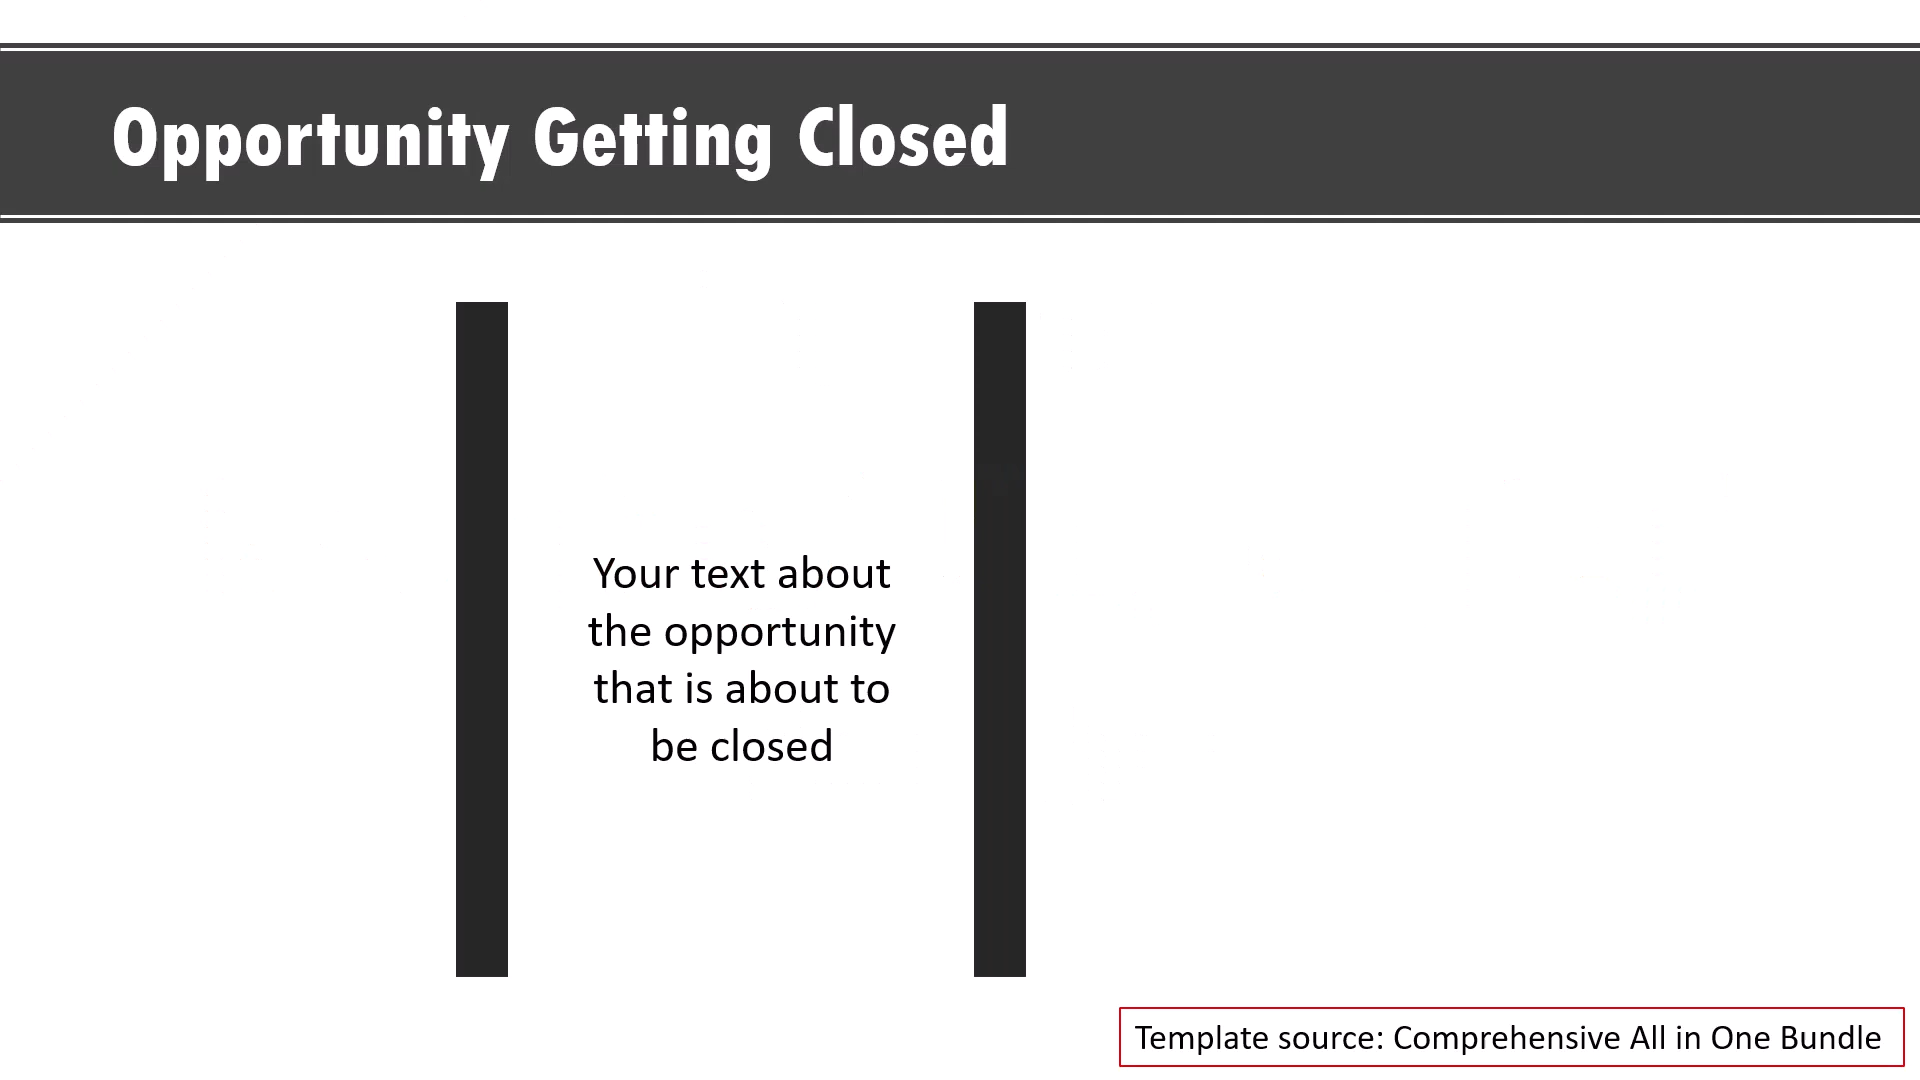 Opportunity Getting Closed
Your text about
the opportunity
that is about to
be closed
Template source: Comprehensive All in One Bundle